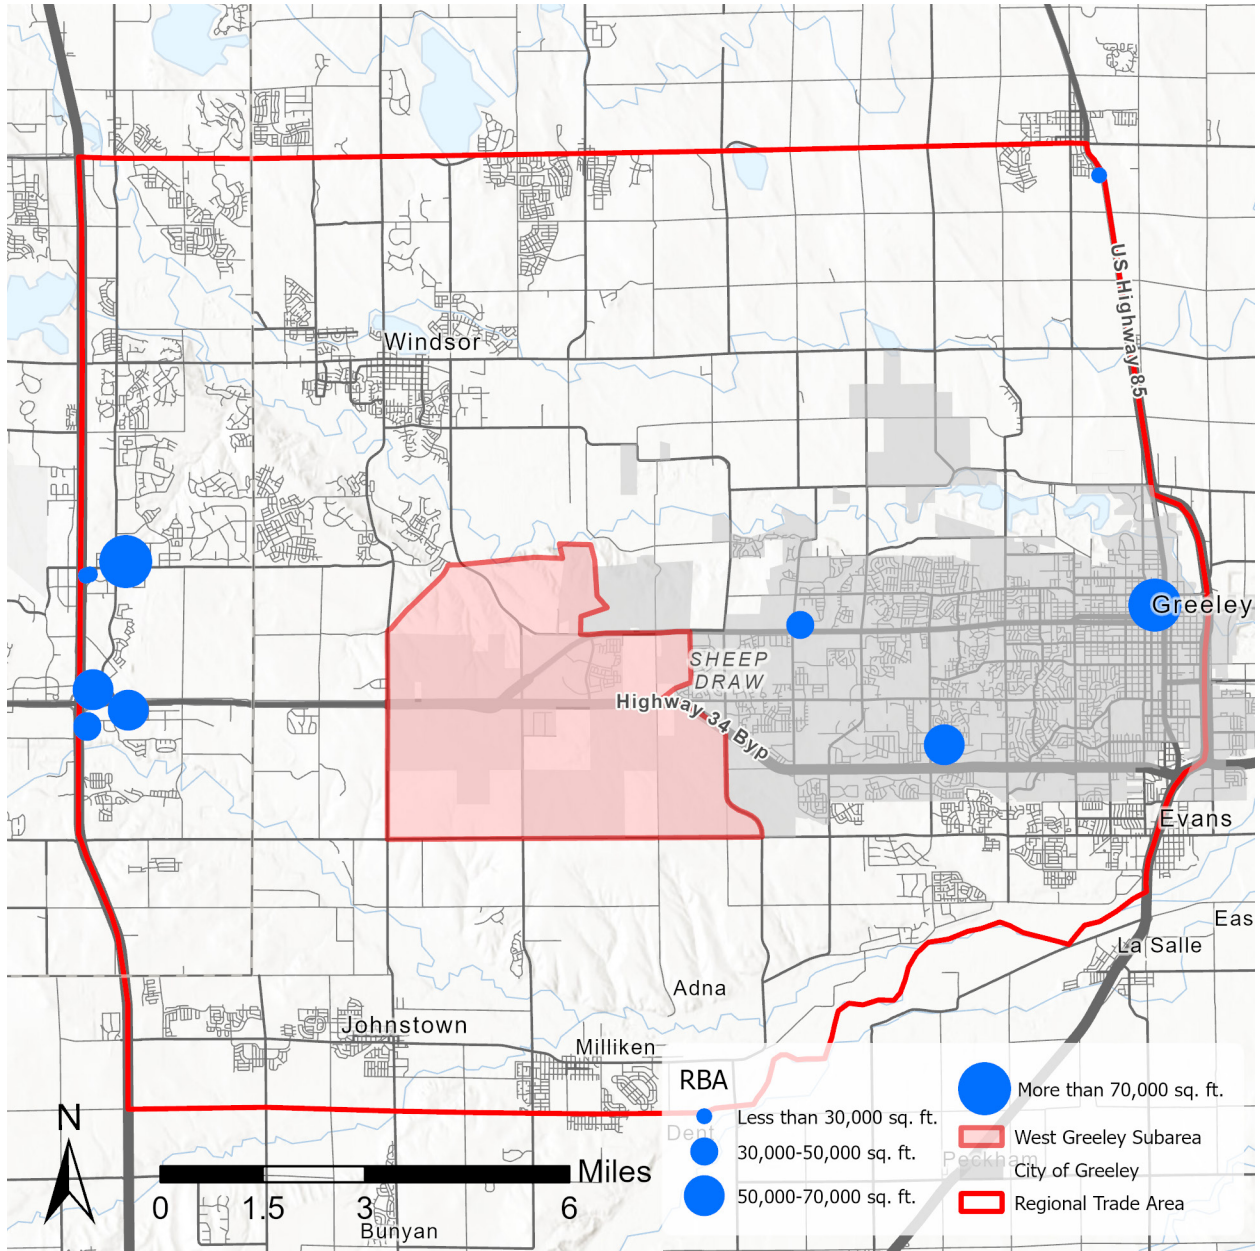 US Highway 85
Windsor
Greeley
SHEEP
DRAW
Highway 34 Byp
Evans
Eas
La Salle
Adna
Johnstown
Milliken
Dent
Peckham
Bunyan
N
0 1.5 3 6
Miles
RBA
Less than 30,000 sq. ft.
30,000-50,000 sq. ft.
50,000-70,000 sq. ft.
More than 70,000 sq. ft.
West Greeley Subarea
City of Greeley
Regional Trade Area